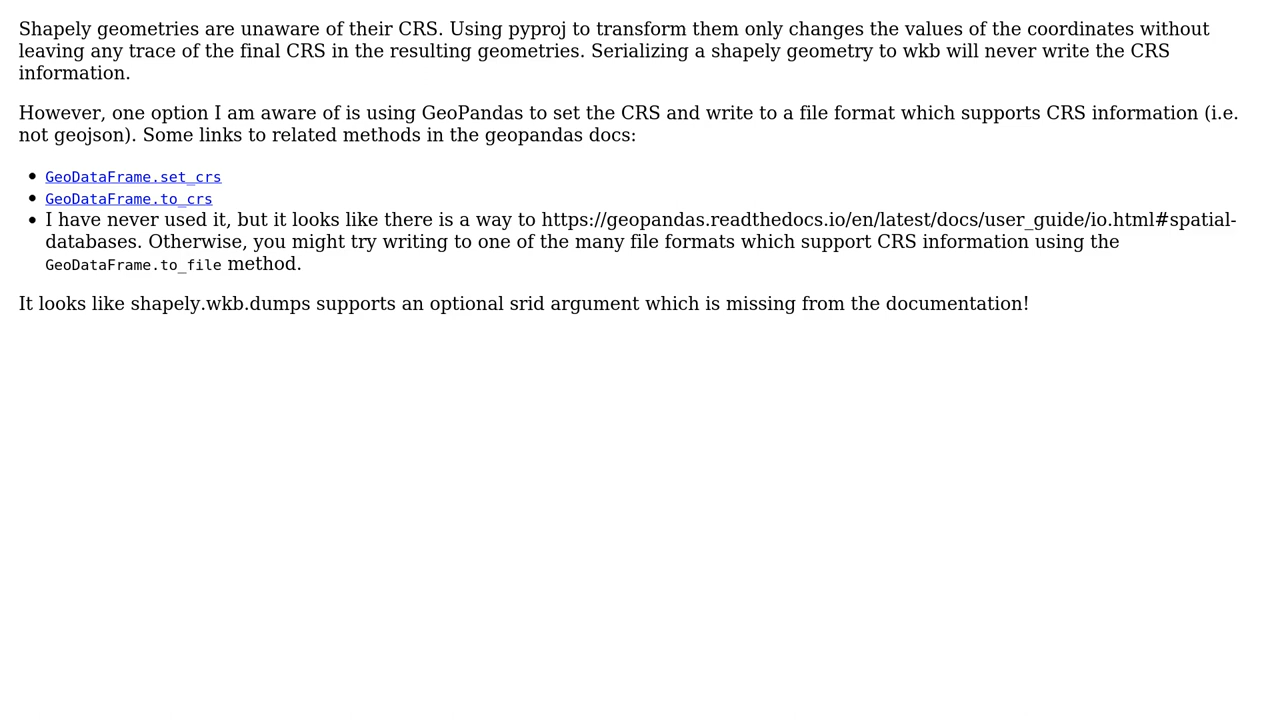 Shapely geometries are unaware of their CRS. Using pyproj to transform them only changes the values of the coordinates without
leaving any trace of the final CRS in the resulting geometries. Serializing a shapely geometry to wkb will never write the CRS
information.
However, one option I am aware of is using GeoPandas to set the CRS and write to a file format which supports CRS information (i.e.
not geojson). Some links to related methods in the geopandas docs:
• GeoDataFrame.set_crs
• GeoDataFrame.to_crs
• I have never used it, but it looks like there is a way to https://geopandas.readthedocs.io/en/latest/docs/user_guide/io.html#spatial-
databases. Otherwise, you might try writing to one of the many file formats which support CRS information using the
GeoDataFrame.to_file method.
It looks like shapely.wkb.dumps supports an optional srid argument which is missing from the documentation!